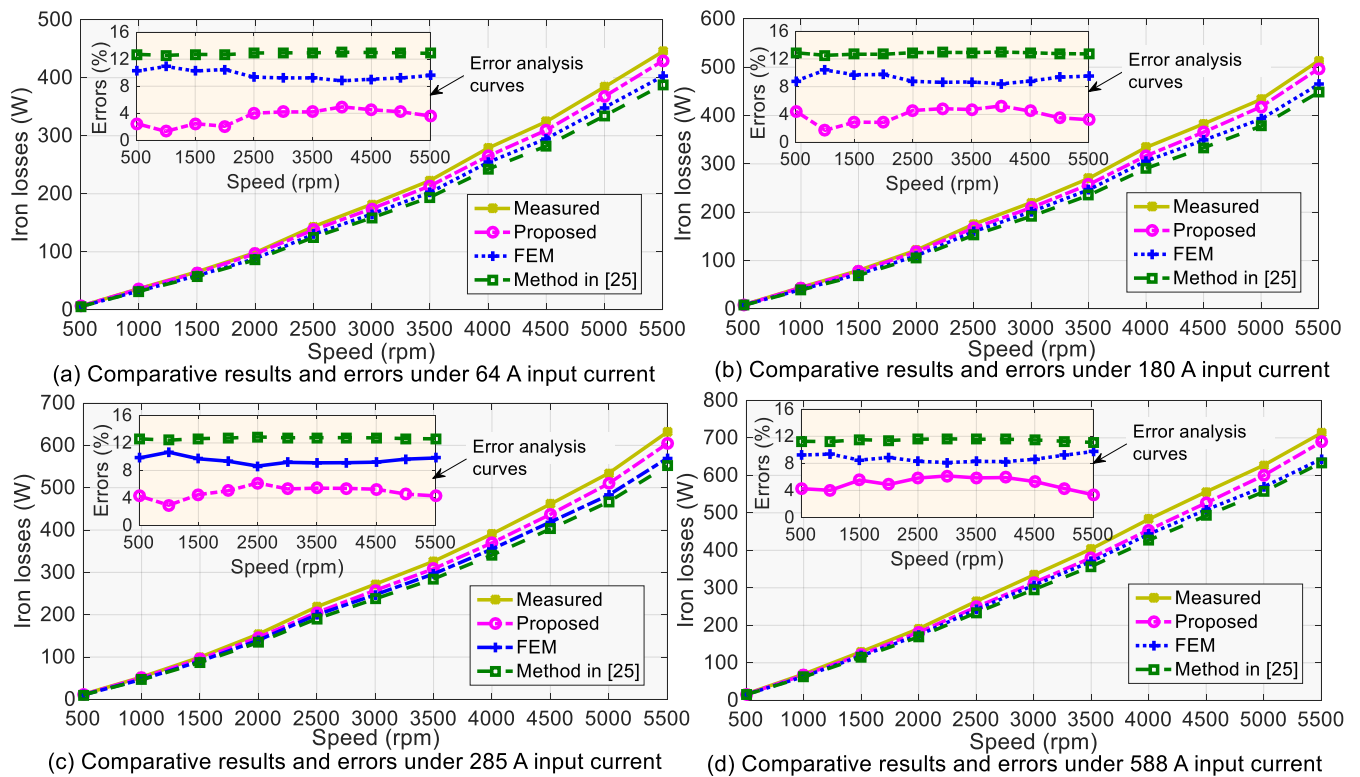 500
400
300
200
100
0
Iron losses (W)
16
12
8
4
0
Errors (%)
500 1500 3000 4500 5500
Speed (rpm)
Error analysis
curves
Measured
Proposed
FEM
Method in [25]
500 1000 1500 2000 2500 3000 3500 4000 4500 5000 5500
Speed (rpm)
(a) Comparative results and errors under 64 A input current
600
500
400
300
200
100
0
Iron losses (W)
16
12
8
4
0
Errors (%)
500 1500 3000 4500 5500
Speed (rpm)
Error analysis
curves
Measured
Proposed
FEM
Method in [25]
500 1000 1500 2000 2500 3000 3500 4000 4500 5000 5500
Speed (rpm)
(b) Comparative results and errors under 180 A input current
700
600
500
400
300
200
100
0
Iron losses (W)
16
12
8
4
0
Errors (%)
500 1500 3000 4500 5500
Speed (rpm)
Error analysis
curves
Measured
Proposed
FEM
Method in [25]
500 1000 1500 2000 2500 3000 3500 4000 4500 5000 5500
Speed (rpm)
(c) Comparative results and errors under 285 A input current
800
700
600
500
400
300
200
100
0
Iron losses (W)
16
12
8
4
0
Errors (%)
500 1500 3000 4500 5500
Speed (rpm)
Error analysis
curves
Measured
Proposed
FEM
Method in [25]
500 1000 1500 2000 2500 3000 3500 4000 4500 5000 5500
Speed (rpm)
(d) Comparative results and errors under 588 A input current